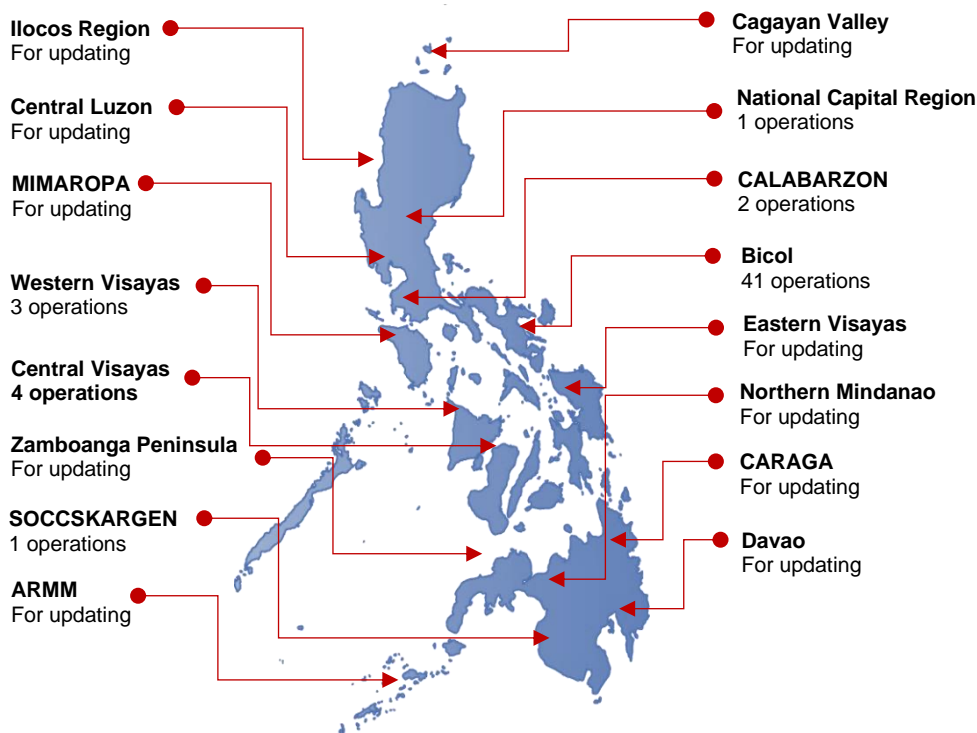 Ilocos Region
For updating
Central Luzon
For updating
MIMAROPA
For updating
Western Visayas
3 operations
Central Visayas
4 operations
Zamboanga Peninsula
For updating
SOCCSKARGEN
1 operations
ARMM
For updating
Cagayan Valley
For updating
National Capital Region
1 operations
CALABARZON
2 operations
Bicol
41 operations
Eastern Visayas
For updating
Northern Mindanao
For updating
CARAGA
For updating
Davao
For updating